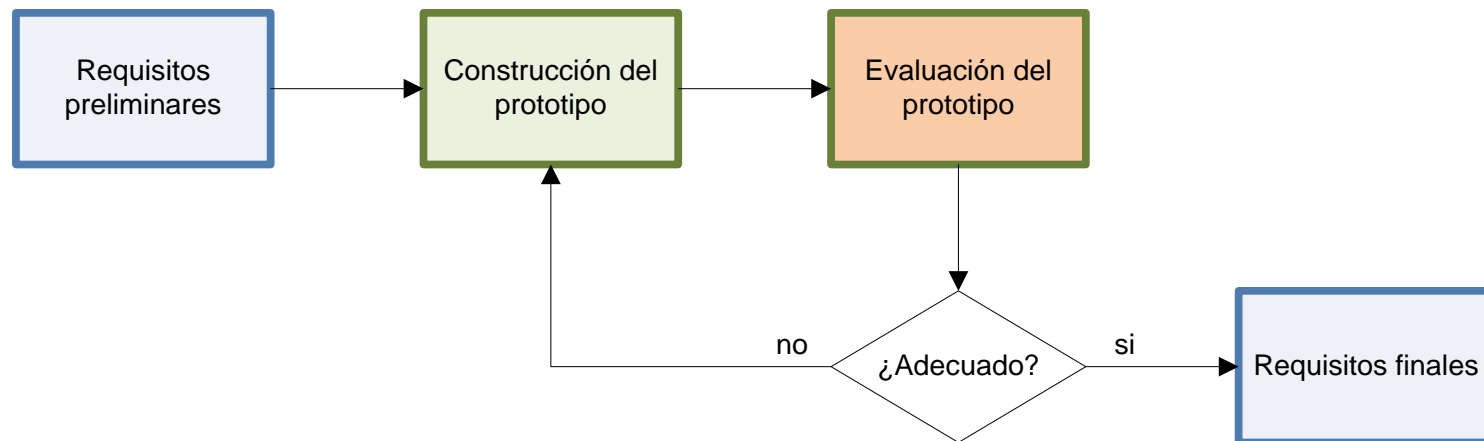 Requisitos
preliminares
Construcción del
prototipo
Evaluación del
prototipo
no
¿Adecuado?
si
Requisitos finales